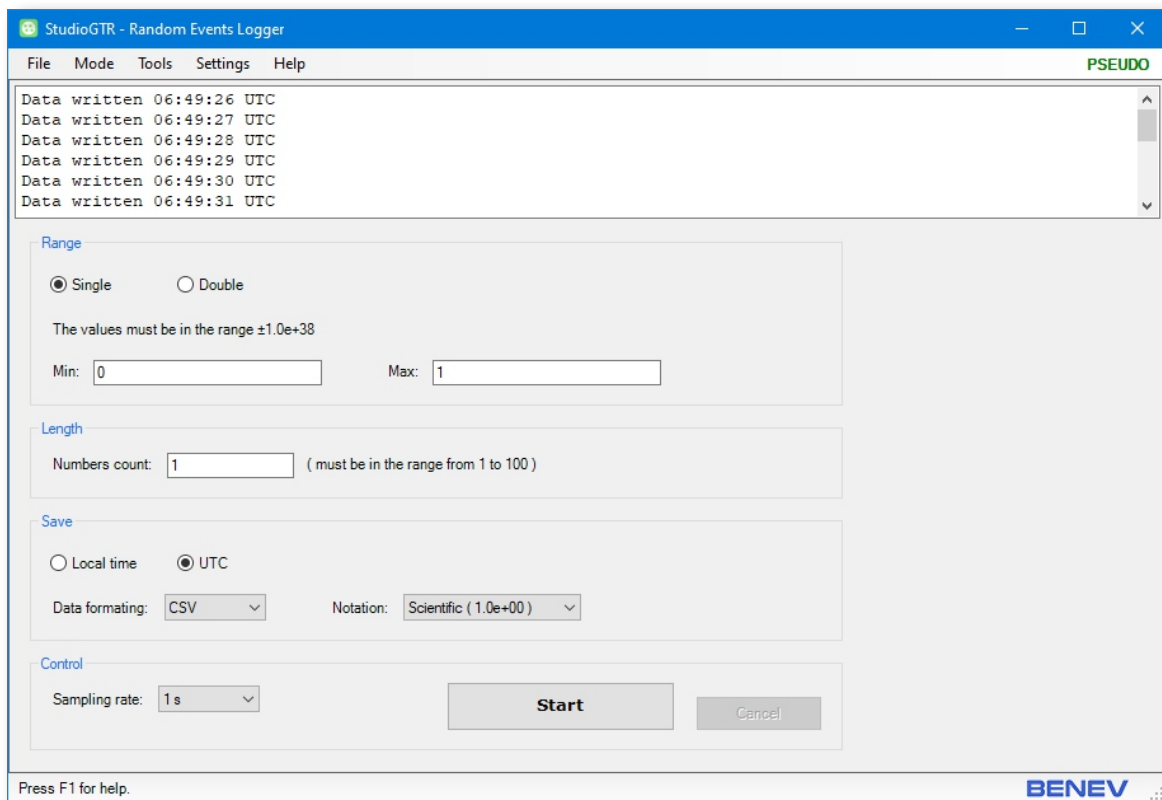 StudioGTR - Random Events Logger
File Mode Tools Settings Help PSEUDO
Data written 06:49:26 UTC
Data written 06:49:27 UTC
Data written 06:49:28 UTC
Data written 06:49:29 UTC
Data written 06:49:30 UTC
Data written 06:49:31 UTC
Range
Single Double
The values must be in the range ±1.0e+38
Min: 0 Max: 1
Length
Numbers count: 1 ( must be in the range from 1 to 100 )
Save
Local time UTC
Data formating: CSV Notation: Scientific ( 1.0e+00 )
Control
Sampling rate: 1 s Start Cancel
Press F1 for help. BENEV